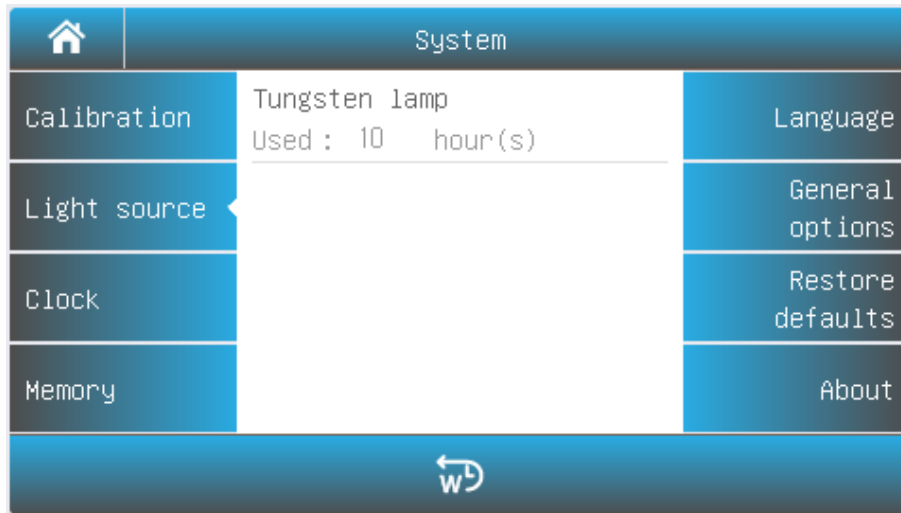 System
Calibration
Light source
Clock
Memory
Tungsten lamp
Used : 10 hour(s)
Language
General
options
Restore
defaults
About
W